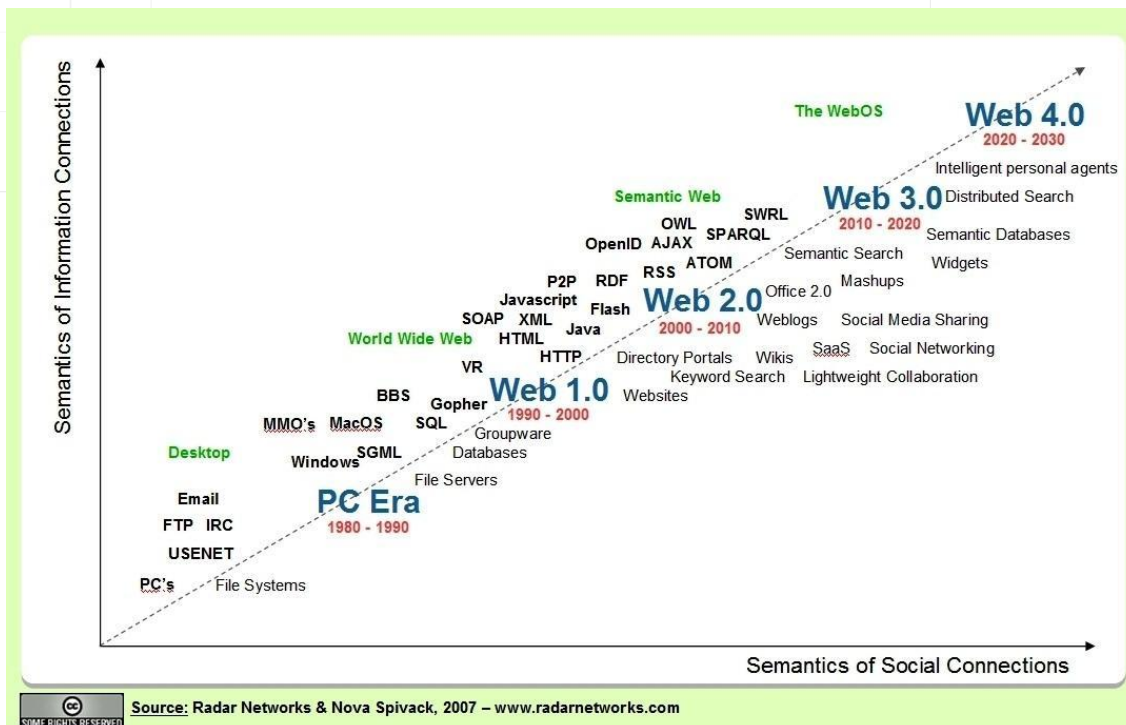 Semantics of Information Connections
The WebOS
Web 4.0
2020 - 2030
Intelligent personal agents
Semantic Web
Web 3.0
Distributed Search
2010 - 2020
SWRL
OWL
SPARQL
Semantic Databases
OpenID
AJAX
Semantic Search
Widgets
ATOM
P2P
RDF
RSS
Mashups
Javascript
Flash
Web 2.0
Office 2.0
2000 - 2010
SOAP
XML
Java
Weblogs
Social Media Sharing
World Wide Web
HTML
HTTP
Directory Portals
Wikis
SaaS
Social Networking
VR
Keyword Search
Lightweight Collaboration
Web 1.0
1990 - 2000
Websites
BBS
Gopher
MMO's
MacOS
SQL
Groupware
Desktop
Windows
SGML
Databases
File Servers
Email
PC Era
1980 - 1990
FTP
IRC
USENET
PC's
File Systems
Semantics of Social Connections
cc
SOME RIGHTS RESERVED
Source: Radar Networks & Nova Spivack, 2007 – www.radarnetworks.com